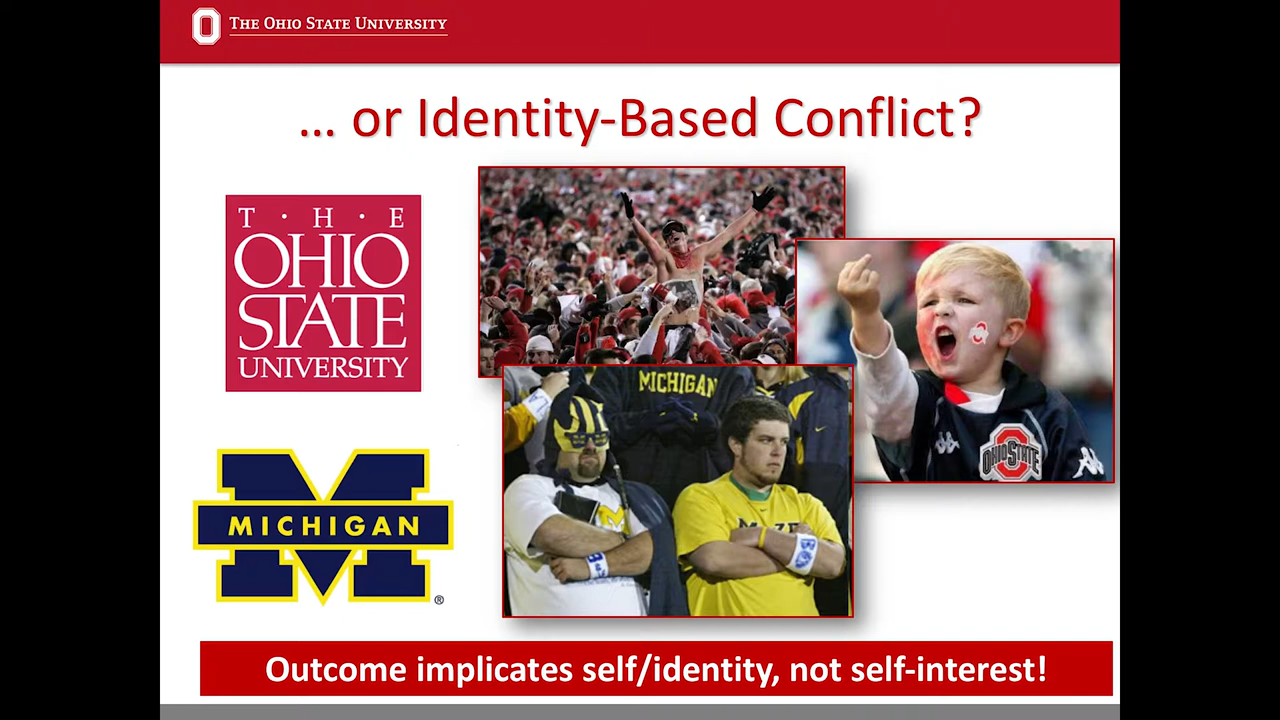 THE OHIO STATE UNIVERSITY
... or Identity-Based Conflict?
T · H · E
OHIO
STATE
UNIVERSITY
MICHIGAN
OHIO STATE
MICHIGAN
®
Outcome implicates self/identity, not self-interest!